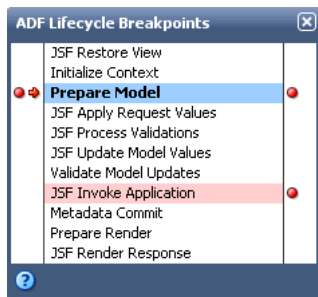 ADF Lifecycle Breakpoints
JSF Restore View
Initialize Context
Prepare Model
JSF Apply Request Values
JSF Process Validations
JSF Update Model Values
Validate Model Updates
JSF Invoke Application
Metadata Commit
Prepare Render
JSF Render Response
?